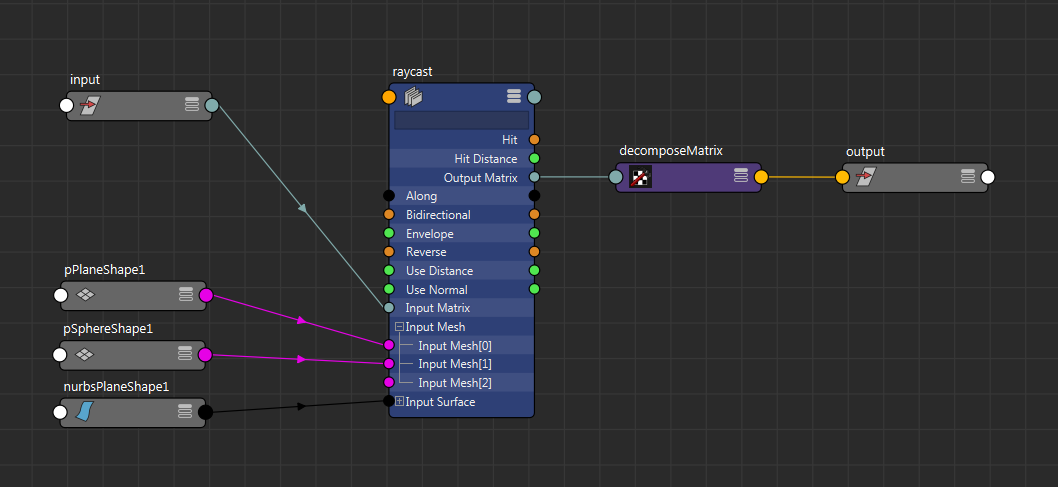 input
raycast
Hit
Hit Distance
Output Matrix
Along
Bidirectional
Envelope
Reverse
Use Distance
Use Normal
Input Matrix
Input Mesh
Input Mesh[0]
Input Mesh[1]
Input Mesh[2]
Input Surface
decomposeMatrix
output
pPlaneShape1
pSphereShape1
nurbsPlaneShape1